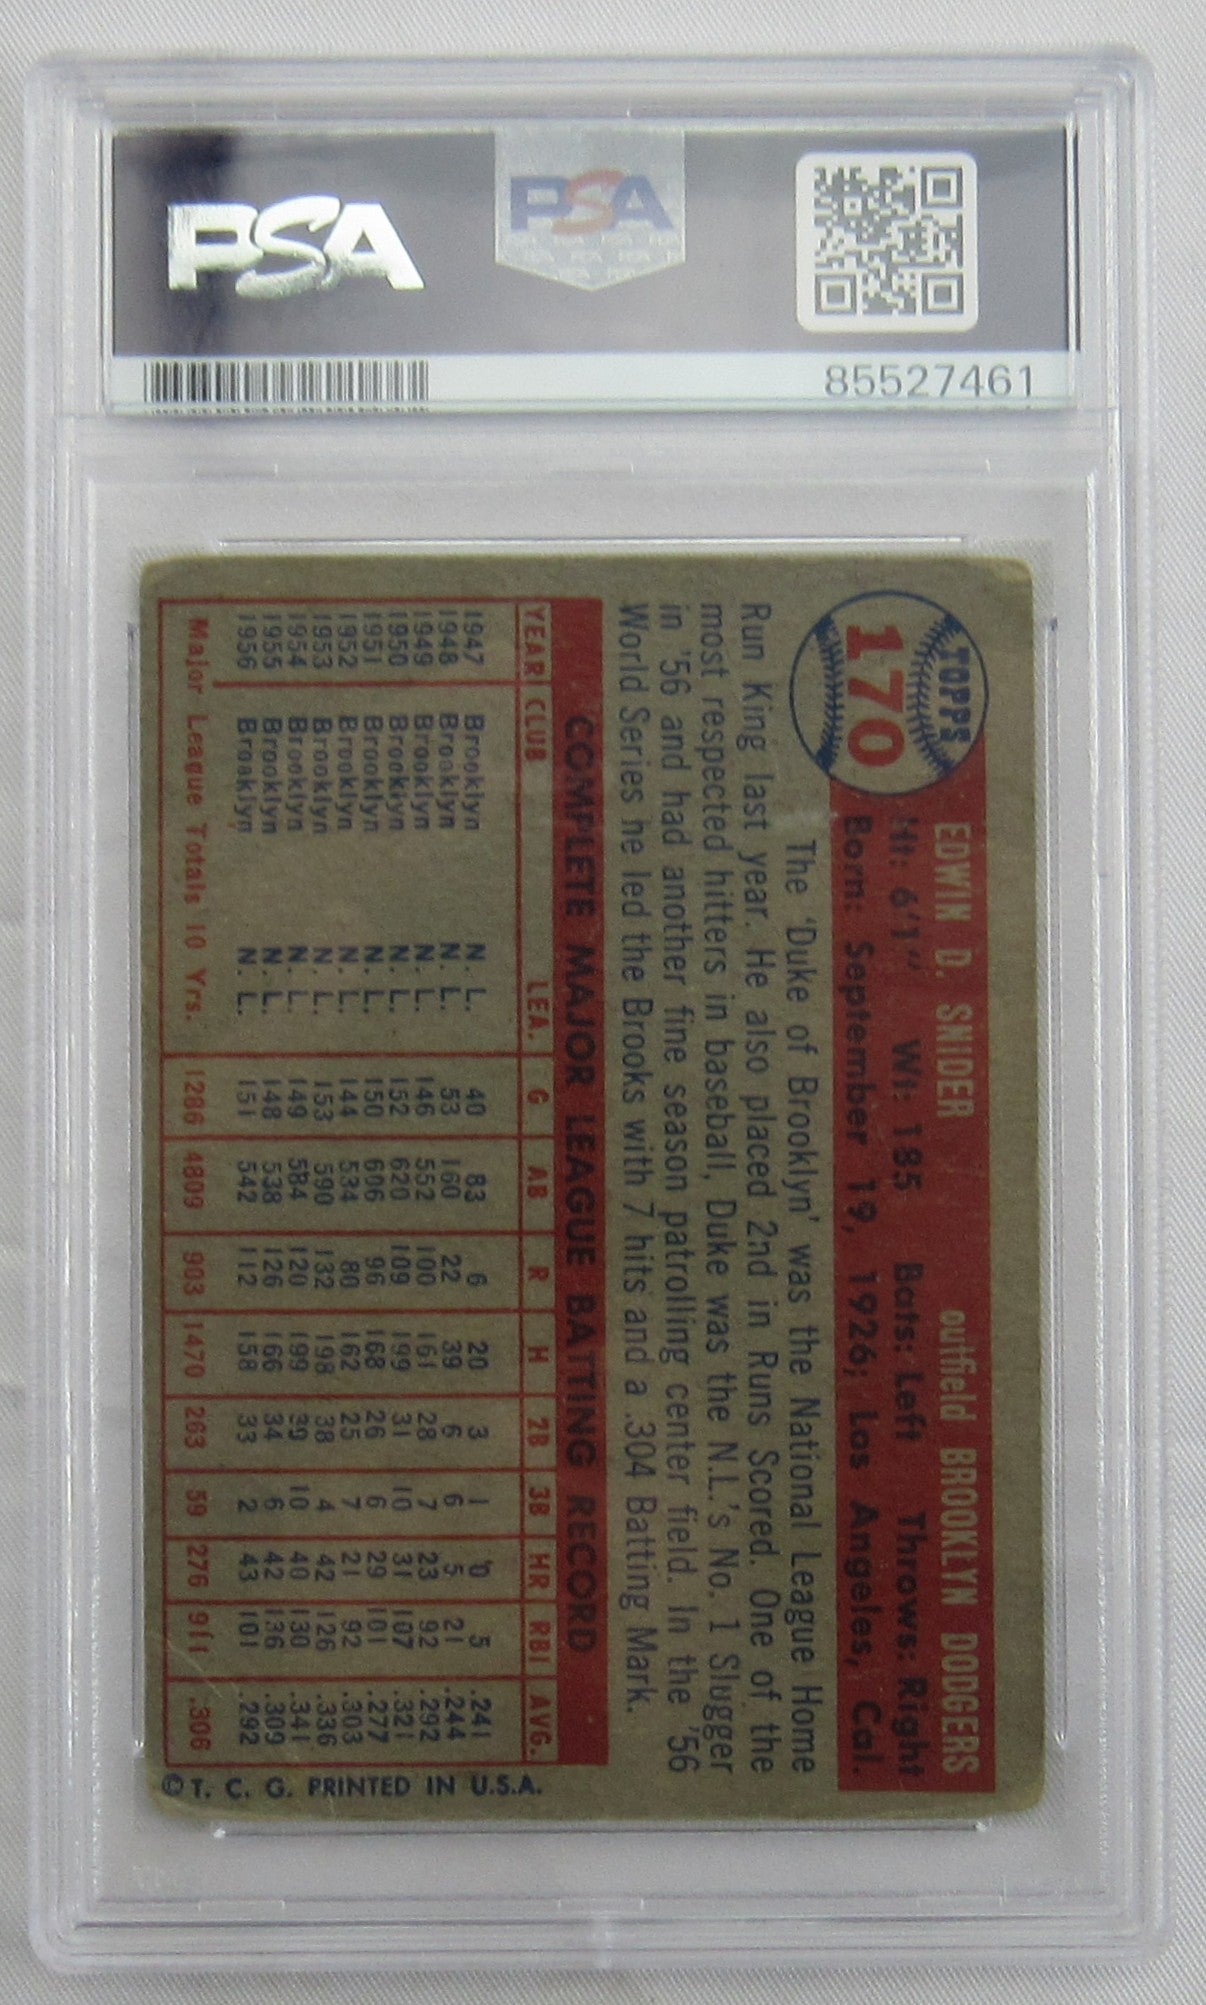 PSA
PSA
85527461
TOPPS
170
EDWIN D. SNIDER outfield BROOKLYN DODGERS
Ht: 6'1" Wt: 185 Bats: Left Throws: Right
Born: September 19, 1926; Los Angeles, Cal.
The 'Duke of Brooklyn' was the National League Home
Run King last year. He also placed 2nd in Runs Scored. One of the
most respected hitters in baseball, Duke was the N.L.'s No. 1 Slugger
in '56 and had another fine season patrolling center field. In the '56
World Series he led the Brooks with 7 hits and a .304 Batting Mark.
COMPLETE MAJOR LEAGUE BATTING RECORD
YEAR CLUB LEA. G AB R H 2B 3B HR RBI AVG.
1947 Brooklyn N. L. 40 83 6 20 3 1 0 5 .241
1948 Brooklyn N. L. 53 160 22 39 6 6 5 21 .244
1949 Brooklyn N. L. 146 552 100 161 28 7 23 92 .292
1950 Brooklyn N. L. 152 620 109 199 31 10 31 107 .321
1951 Brooklyn N. L. 150 606 96 168 26 6 29 101 .277
1952 Brooklyn N. L. 144 534 80 162 25 7 21 92 .303
1953 Brooklyn N. L. 153 590 132 198 38 4 42 126 .336
1954 Brooklyn N. L. 149 584 120 199 39 10 40 130 .341
1955 Brooklyn N. L. 148 538 126 166 34 6 42 136 .309
1956 Brooklyn N. L. 151 542 112 158 33 2 43 101 .292
Major League Totals 10 Yrs. 1286 4809 903 1470 263 59 276 911 .306
© T. C. G. PRINTED IN U.S.A.